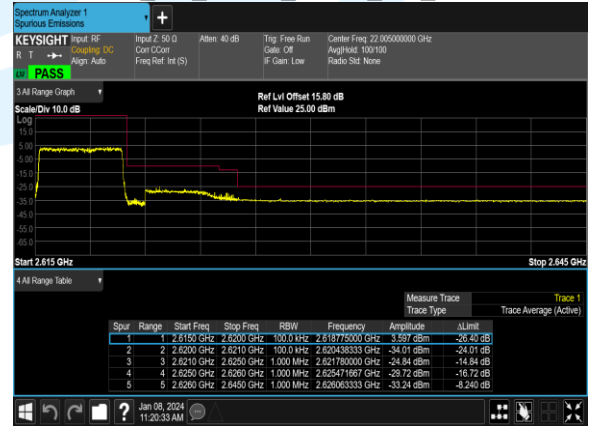 Spectrum Analyzer 1
Spurious Emissions
KEYSIGHT Input: RF Input Z: 50 Ω Atten: 40 dB Trig: Free Run Center Freq: 22.005000000 GHz
R T Coupling: DC Corr CCorr Gate: Off Avg|Hold: 100/100
Align: Auto Freq Ref: Int (S) IF Gain: Low Radio Std: None
PASS
3 All Range Graph
Ref Lvl Offset 15.80 dB
Scale/Div 10.0 dB Ref Value 25.00 dBm
Log
15.0
5.00
-5.00
-15.0
-25.0
-35.0
-45.0
-55.0
-65.0
Start 2.615 GHz Stop 2.645 GHz
4 All Range Table
Measure Trace Trace 1
Trace Type Trace Average (Active)
Spur Range Start Freq Stop Freq RBW Frequency Amplitude ΔLimit
1 1 2.6150 GHz 2.6200 GHz 100.0 kHz 2.618775000 GHz 3.597 dBm -26.40 dB
2 2 2.6200 GHz 2.6210 GHz 100.0 kHz 2.620438333 GHz -34.01 dBm -24.01 dB
3 3 2.6210 GHz 2.6250 GHz 1.000 MHz 2.621780000 GHz -24.84 dBm -14.84 dB
4 4 2.6250 GHz 2.6260 GHz 1.000 MHz 2.625471667 GHz -29.72 dBm -16.72 dB
5 5 2.6260 GHz 2.6450 GHz 1.000 MHz 2.626063333 GHz -33.24 dBm -8.240 dB
Jan 08, 2024
11:20:33 AM